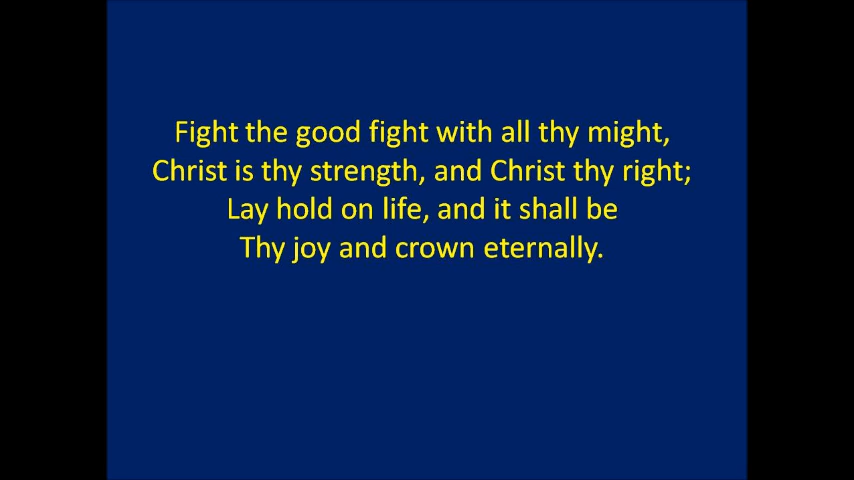 Fight the good fight with all thy might,
Christ is thy strength, and Christ thy right;
Lay hold on life, and it shall be
Thy joy and crown eternally.